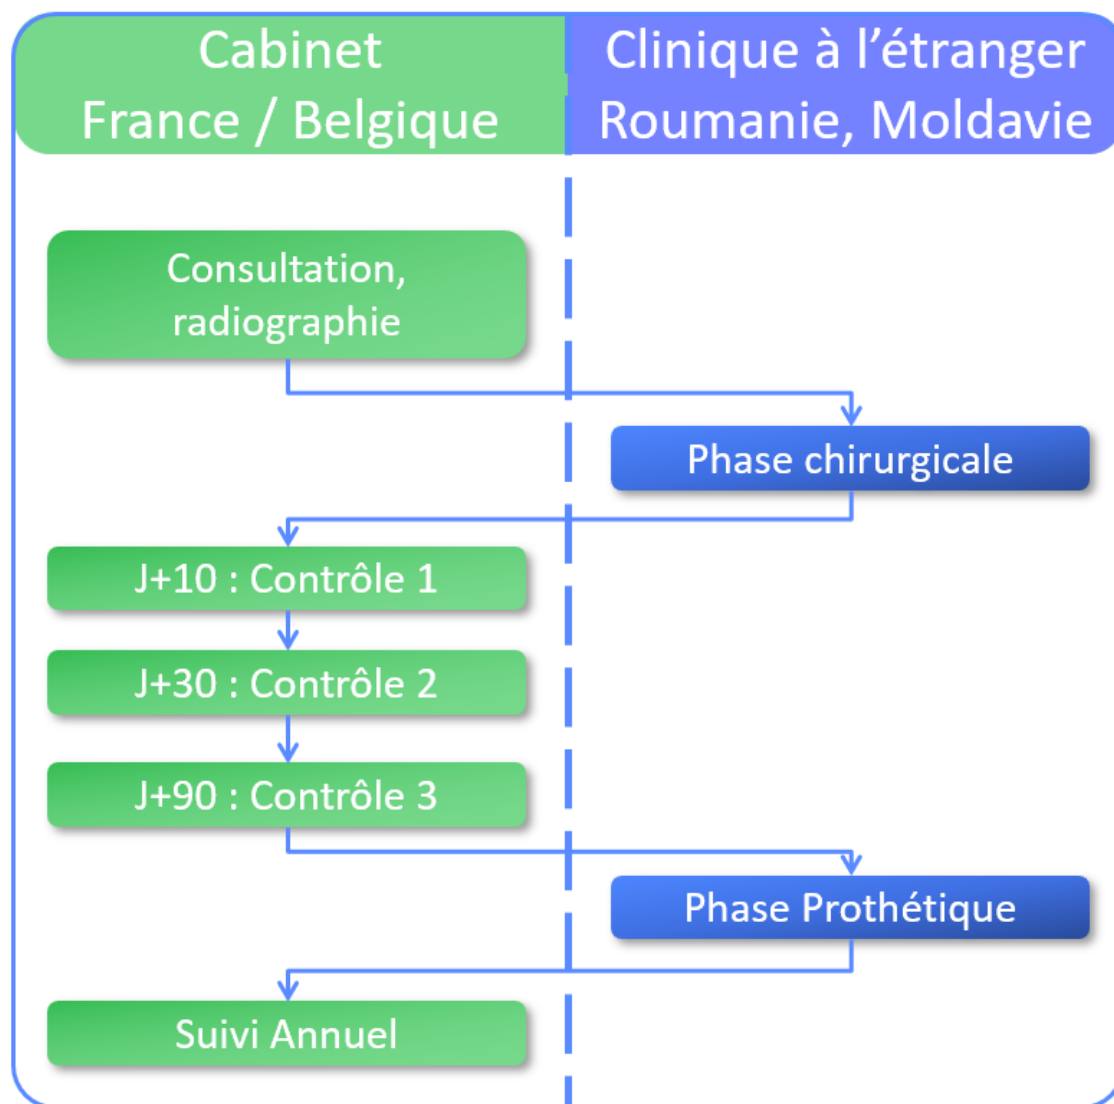 Cabinet
France / Belgique
Clinique à l’étranger
Roumanie, Moldavie
Consultation,
radiographie
Phase chirurgicale
J+10 : Contrôle 1
J+30 : Contrôle 2
J+90 : Contrôle 3
Phase Prothétique
Suivi Annuel